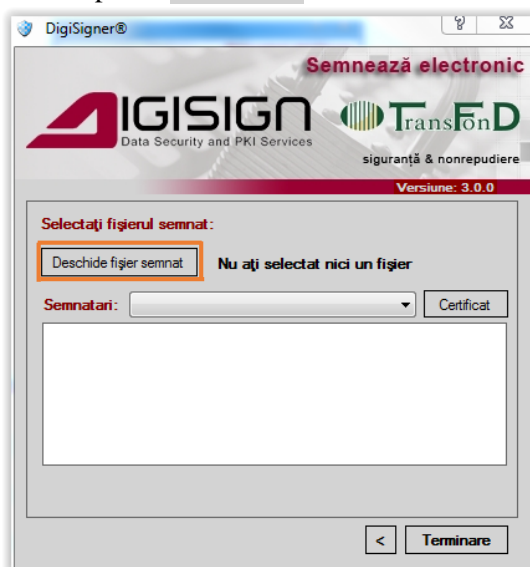 DigiSigner®
Semnează electronic
DIGISIGN
Data Security and PKI Services
TransFonD
siguranță & nonrepudiere
Versiune: 3.0.0
Selectați fișierul semnat:
Deschide fișier semnat
Nu ați selectat nici un fișier
Semnatari:
Certificat
<
Terminare